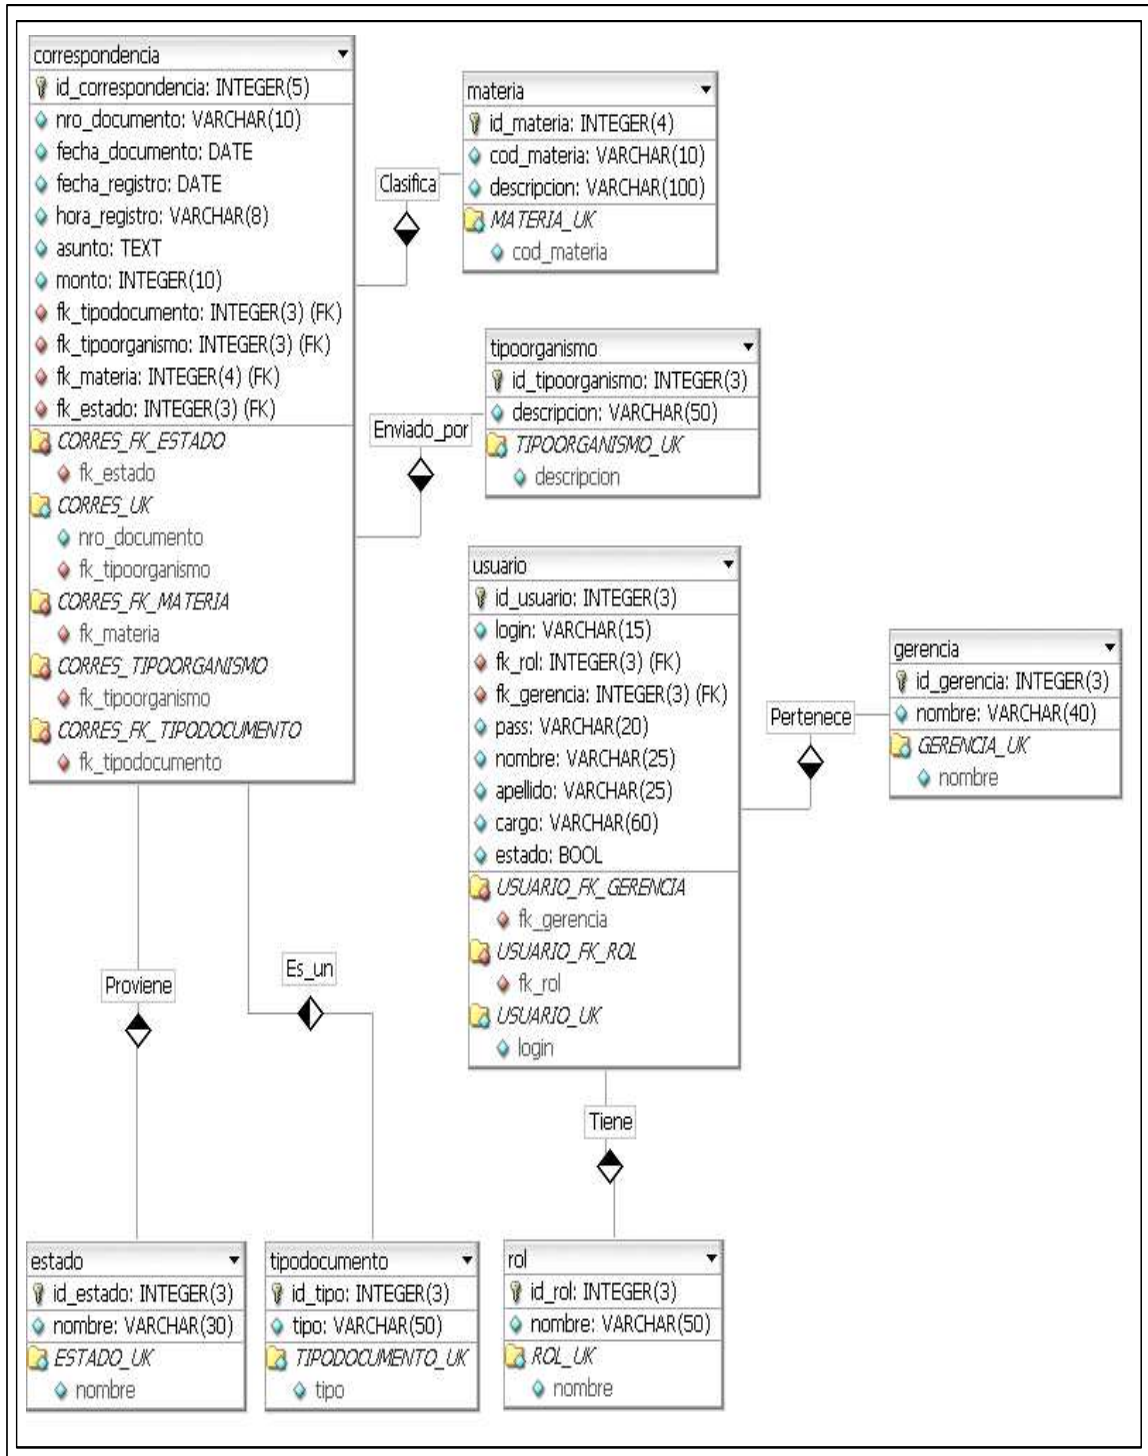 correspondencia
id_correspondencia: INTEGER(5)
nro_documento: VARCHAR(10)
fecha_documento: DATE
fecha_registro: DATE
hora_registro: VARCHAR(8)
asunto: TEXT
monto: INTEGER(10)
fk_tipodocumento: INTEGER(3) (FK)
fk_tipoorganismo: INTEGER(3) (FK)
fk_materia: INTEGER(4) (FK)
fk_estado: INTEGER(3) (FK)
CORRES_FK_ESTADO
fk_estado
CORRES_UK
nro_documento
fk_tipoorganismo
CORRES_FK_MATERIA
fk_materia
CORRES_TIPOORGANISMO
fk_tipoorganismo
CORRES_FK_TIPODOCUMENTO
fk_tipodocumento
Clasifica
materia
id_materia: INTEGER(4)
cod_materia: VARCHAR(10)
descripcion: VARCHAR(100)
MATERIA_UK
cod_materia
Enviado_por
tipoorganismo
id_tipoorganismo: INTEGER(3)
descripcion: VARCHAR(50)
TIPOORGANISMO_UK
descripcion
usuario
id_usuario: INTEGER(3)
login: VARCHAR(15)
fk_rol: INTEGER(3) (FK)
fk_gerencia: INTEGER(3) (FK)
pass: VARCHAR(20)
nombre: VARCHAR(25)
apellido: VARCHAR(25)
cargo: VARCHAR(60)
estado: BOOL
USUARIO_FK_GERENCIA
fk_gerencia
USUARIO_FK_ROL
fk_rol
USUARIO_UK
login
Pertenece
gerencia
id_gerencia: INTEGER(3)
nombre: VARCHAR(40)
GERENCIA_UK
nombre
Proviene
Es_un
Tiene
estado
id_estado: INTEGER(3)
nombre: VARCHAR(30)
ESTADO_UK
nombre
tipodocumento
id_tipo: INTEGER(3)
tipo: VARCHAR(50)
TIPODOCUMENTO_UK
tipo
rol
id_rol: INTEGER(3)
nombre: VARCHAR(50)
ROL_UK
nombre